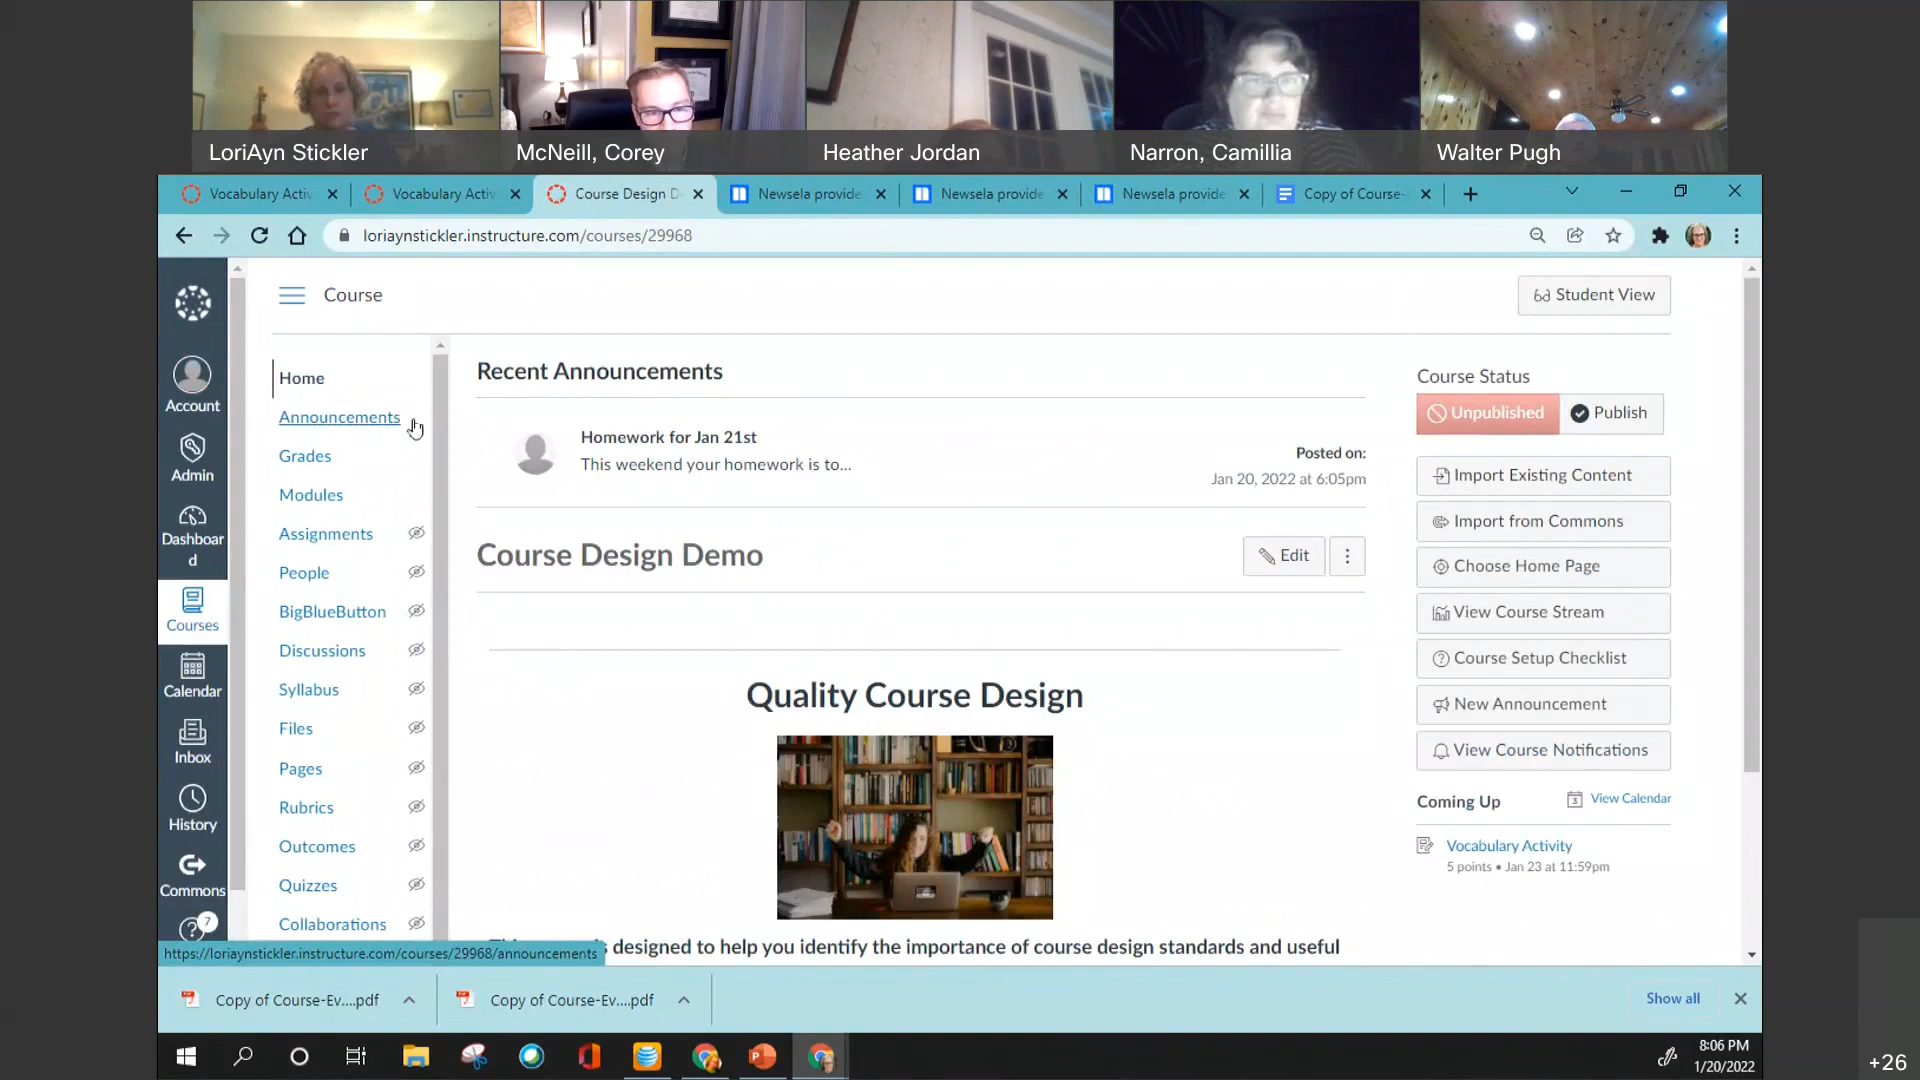 LoriAyn Stickler
McNeill, Corey
Heather Jordan
Narron, Camillia
Walter Pugh
Vocabulary Activ
Vocabulary Activ
Course Design D
Newsela provide
Newsela provide
Newsela provide
Copy of Course-
loriaynstickler.instructure.com/courses/29968
Course
Student View
Account
Admin
Dashboar
d
Courses
Calendar
Inbox
History
Commons
7
Home
Announcements
Grades
Modules
Assignments
People
BigBlueButton
Discussions
Syllabus
Files
Pages
Rubrics
Outcomes
Quizzes
Collaborations
Recent Announcements
Homework for Jan 21st
This weekend your homework is to...
Posted on:
Jan 20, 2022 at 6:05pm
Course Design Demo
Edit
Quality Course Design
designed to help you identify the importance of course design standards and useful
Course Status
Unpublished
Publish
Import Existing Content
Import from Commons
Choose Home Page
View Course Stream
Course Setup Checklist
New Announcement
View Course Notifications
Coming Up
3
View Calendar
Vocabulary Activity
5 points • Jan 23 at 11:59pm
https://loriaynstickler.instructure.com/courses/29968/announcements
Copy of Course-Ev....pdf
Copy of Course-Ev....pdf
Show all
8:06 PM
1/20/2022
+26